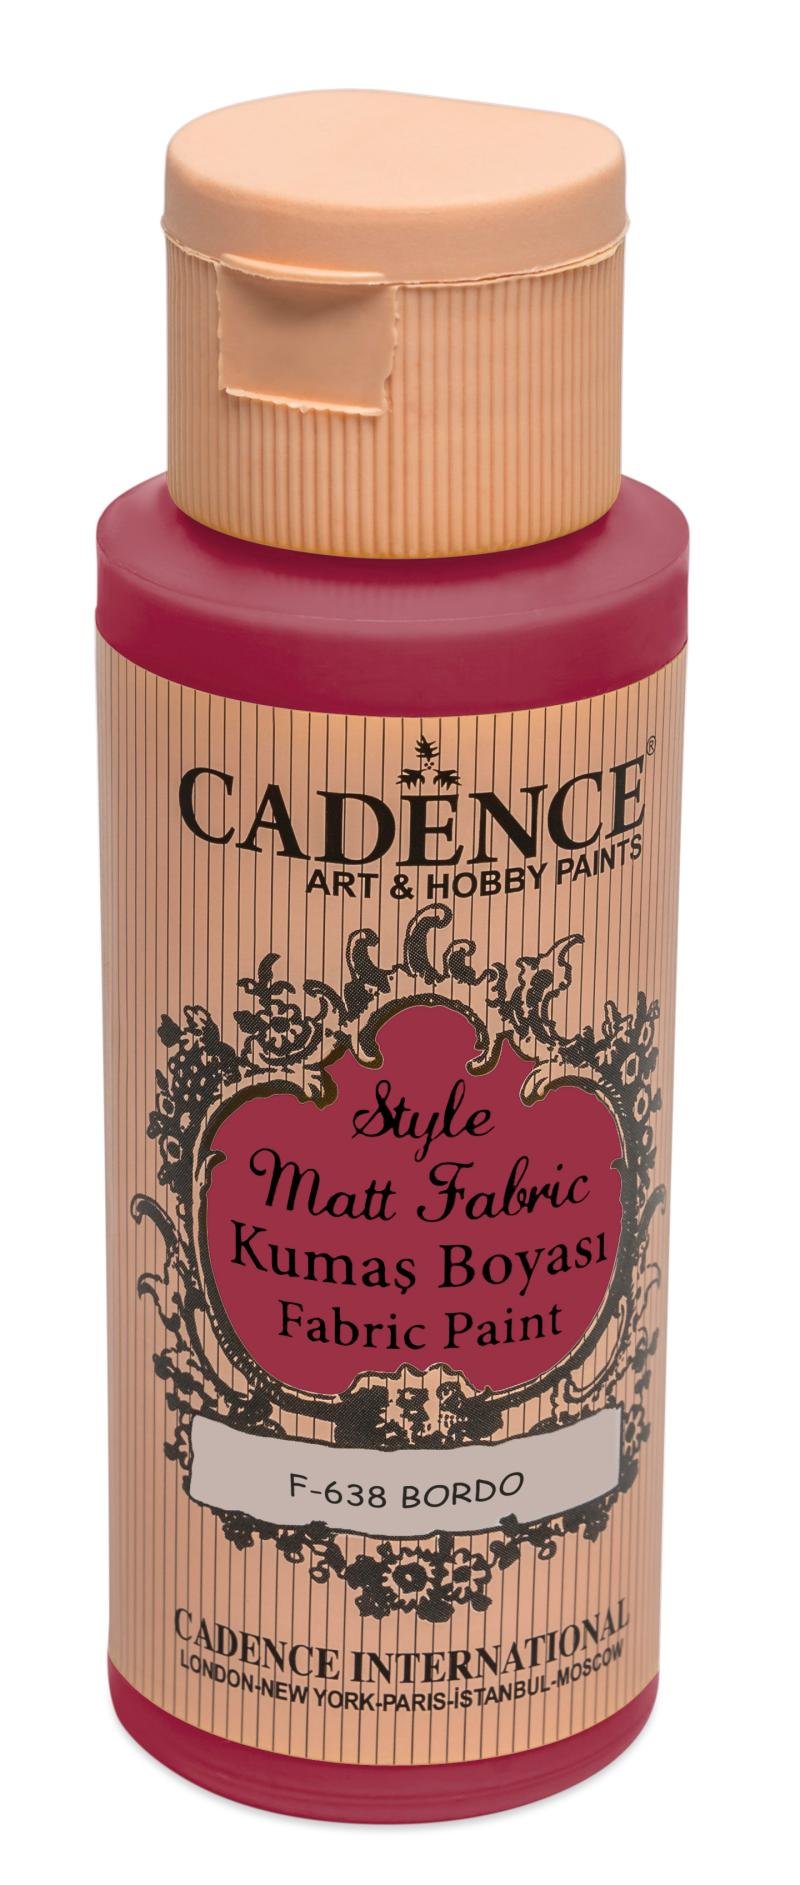 CADENCE®
ART & HOBBY PAINTS
Style
Matt Fabric
Kumaş Boyası
Fabric Paint
F-638 BORDO
CADENCE INTERNATIONAL
LONDON-NEW YORK-PARIS-İSTANBUL-MOSCOW